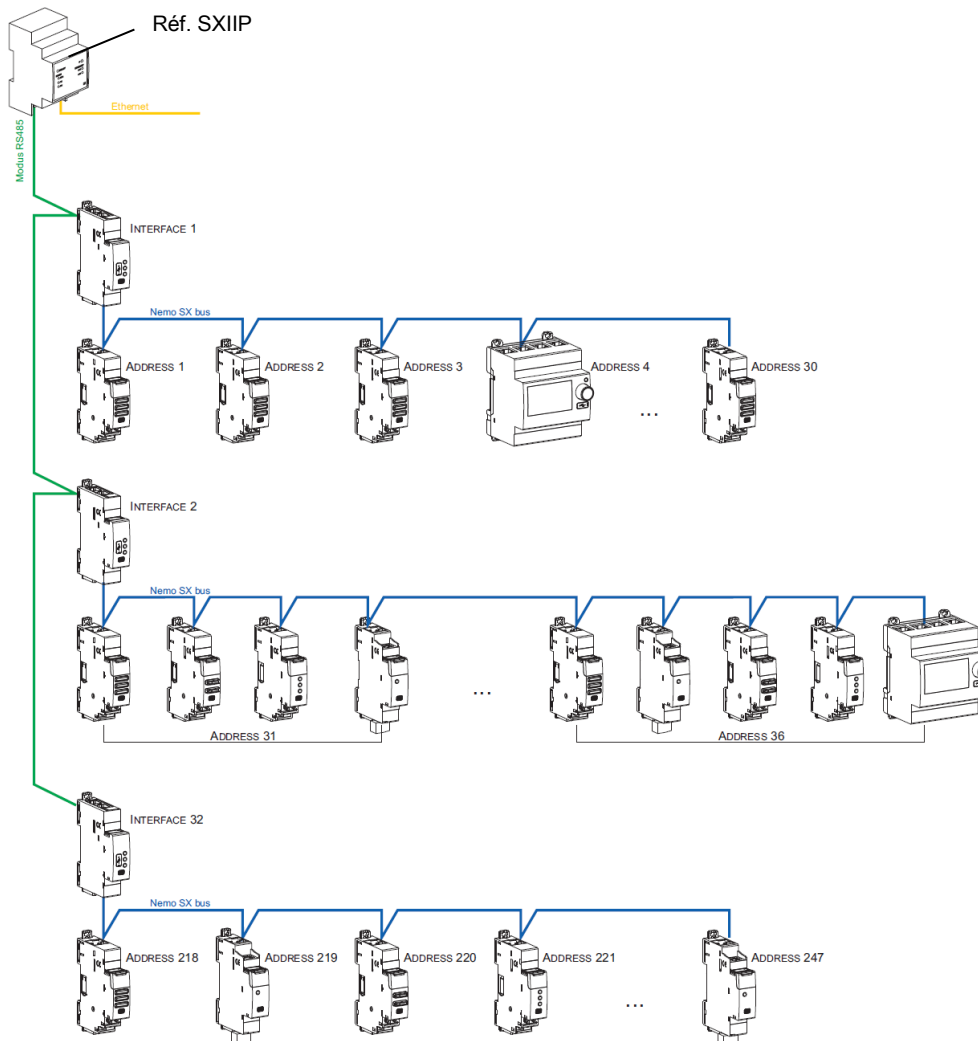 Réf. SXIIP
Ethernet
Modus RS485
INTERFACE 1
Nemo SX bus
ADDRESS 1
ADDRESS 2
ADDRESS 3
ADDRESS 4
ADDRESS 30
...
INTERFACE 2
Nemo SX bus
...
ADDRESS 31
ADDRESS 36
INTERFACE 32
Nemo SX bus
ADDRESS 218
ADDRESS 219
ADDRESS 220
ADDRESS 221
ADDRESS 247
...